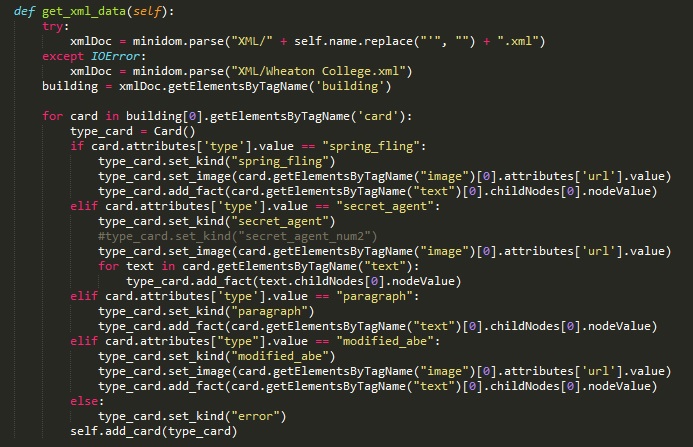 def get_xml_data(self):
    try:
        xmlDoc = minidom.parse("XML/" + self.name.replace("'", "") + ".xml")
    except IOError:
        xmlDoc = minidom.parse("XML/Wheaton College.xml")
    building = xmlDoc.getElementsByTagName('building')

    for card in building[0].getElementsByTagName('card'):
        type_card = Card()
        if card.attributes['type'].value == "spring_fling":
            type_card.set_kind("spring_fling")
            type_card.set_image(card.getElementsByTagName("image")[0].attributes['url'].value)
            type_card.add_fact(card.getElementsByTagName("text")[0].childNodes[0].nodeValue)
        elif card.attributes['type'].value == "secret_agent":
            type_card.set_kind("secret_agent")
            #type_card.set_kind("secret_agent_num2")
            type_card.set_image(card.getElementsByTagName("image")[0].attributes['url'].value)
            for text in card.getElementsByTagName("text"):
                type_card.add_fact(text.childNodes[0].nodeValue)
        elif card.attributes['type'].value == "paragraph":
            type_card.set_kind("paragraph")
            type_card.add_fact(card.getElementsByTagName("text")[0].childNodes[0].nodeValue)
        elif card.attributes["type"].value == "modified_abe":
            type_card.set_kind("modified_abe")
            type_card.set_image(card.getElementsByTagName("image")[0].attributes['url'].value)
            type_card.add_fact(card.getElementsByTagName("text")[0].childNodes[0].nodeValue)
        else:
            type_card.set_kind("error")
        self.add_card(type_card)